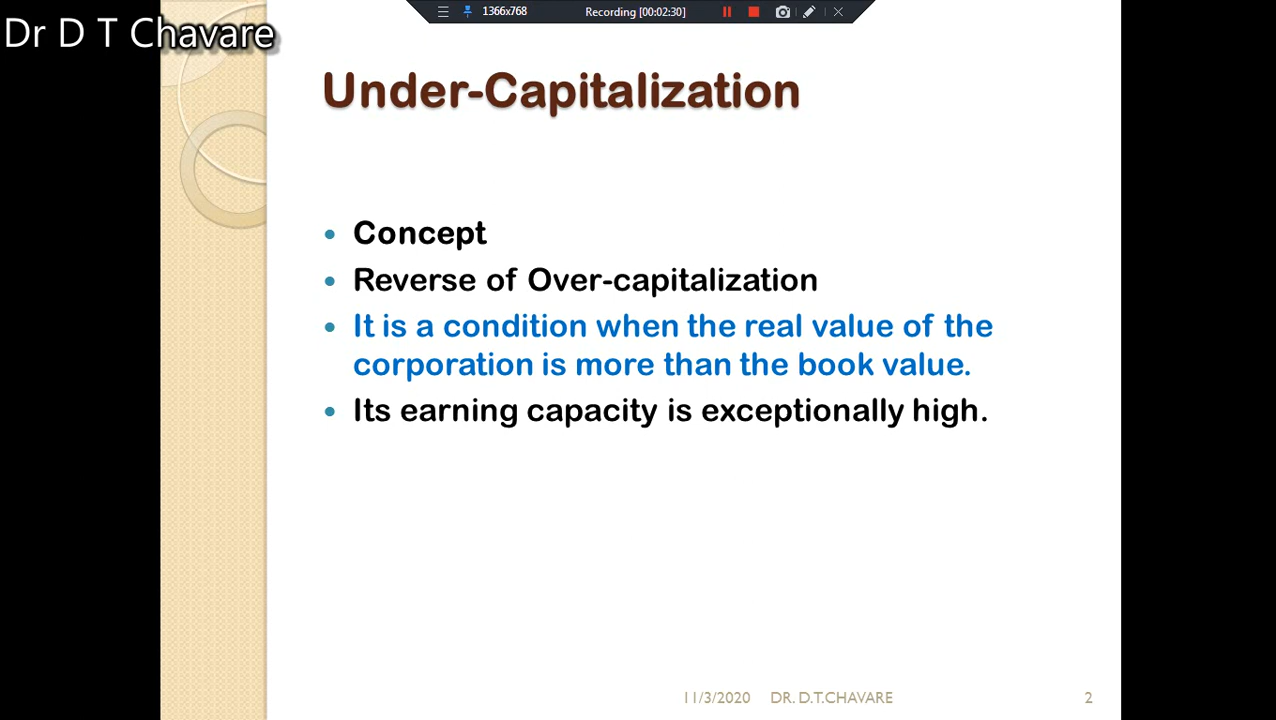 1366x768
Recording [00:02:30]
Dr D T Chavare
Under-Capitalization
Concept
Reverse of Over-capitalization
It is a condition when the real value of the
corporation is more than the book value.
Its earning capacity is exceptionally high.
11/3/2020 DR. D.T.CHAVARE 2